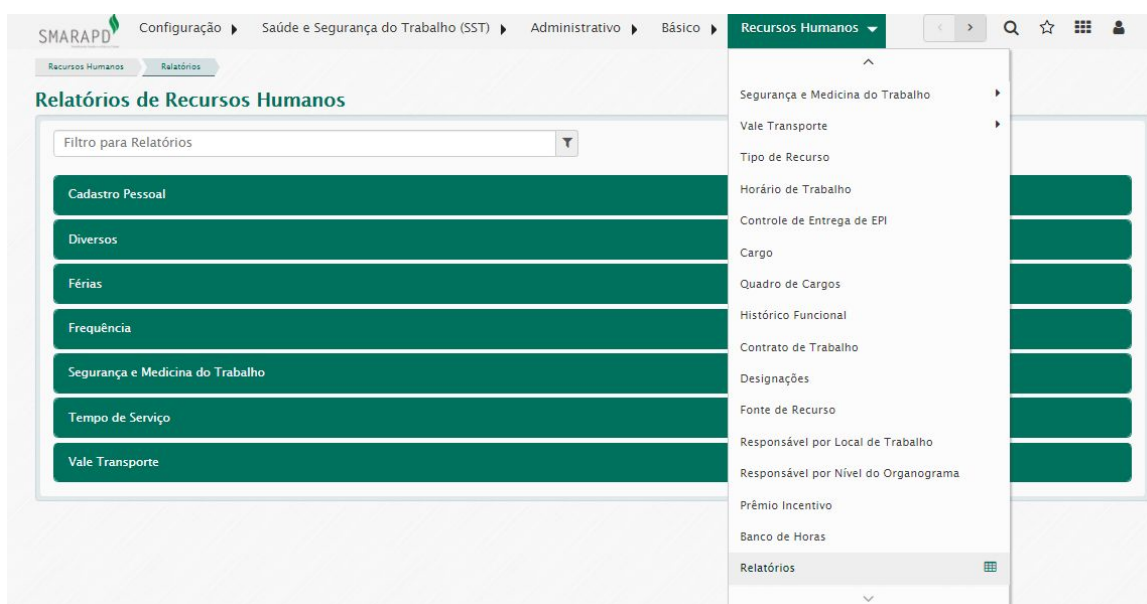 SMARAPD
Configuração
Saúde e Segurança do Trabalho (SST)
Administrativo
Básico
Recursos Humanos
Recursos Humanos
Relatórios
Relatórios de Recursos Humanos
Filtro para Relatórios
Cadastro Pessoal
Diversos
Férias
Frequência
Segurança e Medicina do Trabalho
Tempo de Serviço
Vale Transporte
Segurança e Medicina do Trabalho
Vale Transporte
Tipo de Recurso
Horário de Trabalho
Controle de Entrega de EPI
Cargo
Quadro de Cargos
Histórico Funcional
Contrato de Trabalho
Designações
Fonte de Recurso
Responsável por Local de Trabalho
Responsável por Nível do Organograma
Prêmio Incentivo
Banco de Horas
Relatórios